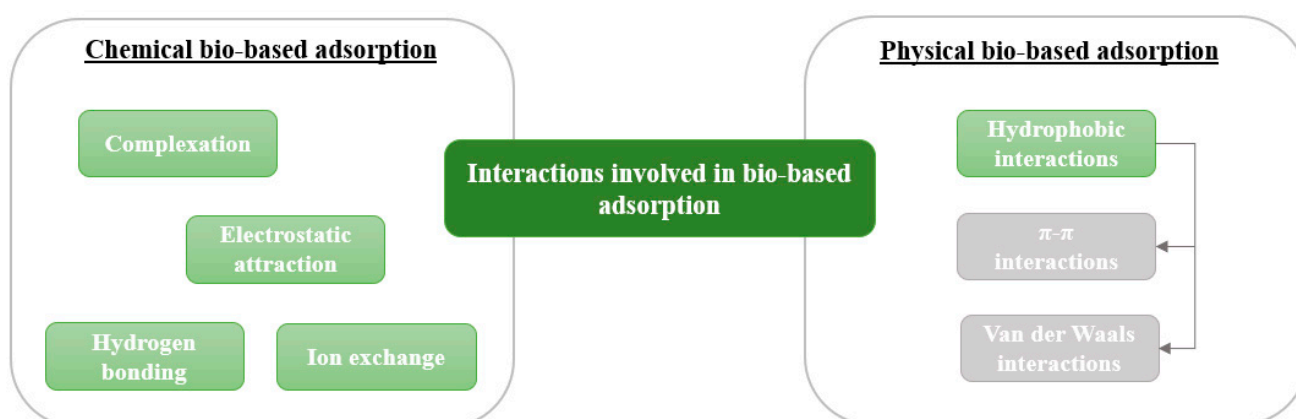 Chemical bio-based adsorption
Complexation
Electrostatic
attraction
Hydrogen
bonding
Ion exchange
Interactions involved in bio-based
adsorption
Physical bio-based adsorption
Hydrophobic
interactions
π-π
interactions
Van der Waals
interactions